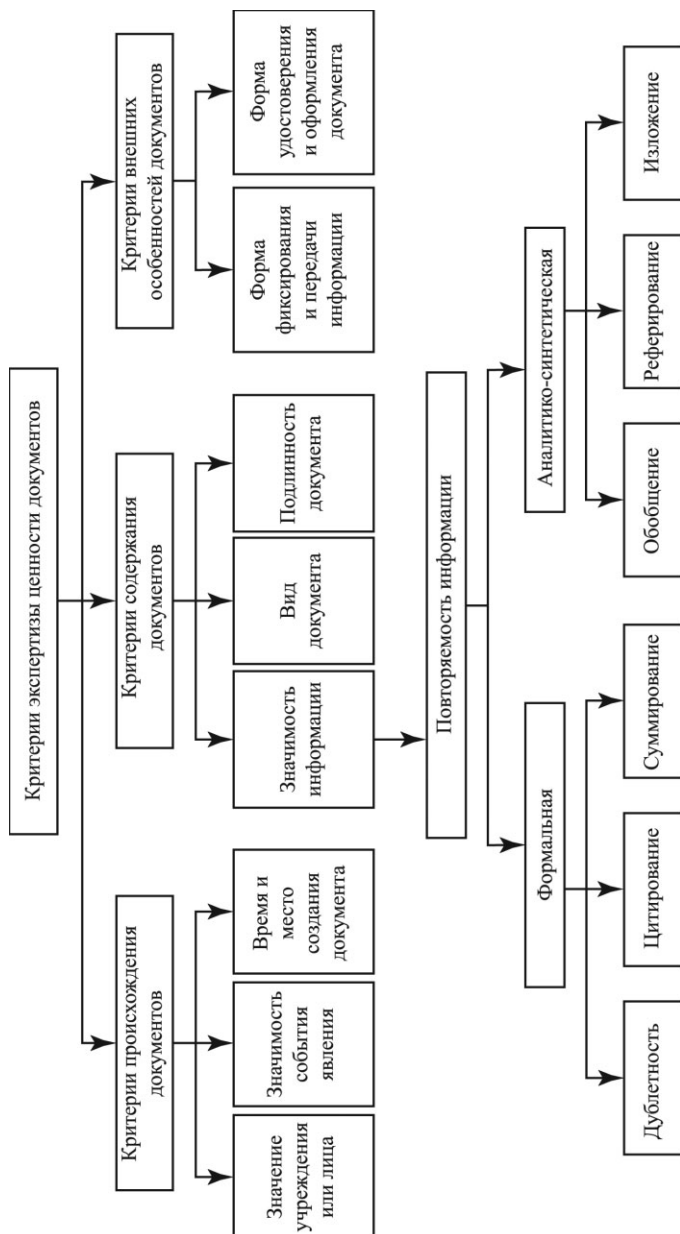 Критерии экспертизы ценности документов
Критерии происхождения
документов
Критерии содержания
документов
Критерии внешних
особенностей документов
Значение
учреждения
или лица
Значимость
события
явления
Время и
место
создания
документа
Значимость
информации
Вид
документа
Подлинность
документа
Форма
фиксирования
и передачи
информации
Форма
удостоверения
и оформления
документа
Повторяемость информации
Формальная
Аналитико-синтетическая
Дублетность
Цитирование
Суммирование
Обобщение
Реферирование
Изложение